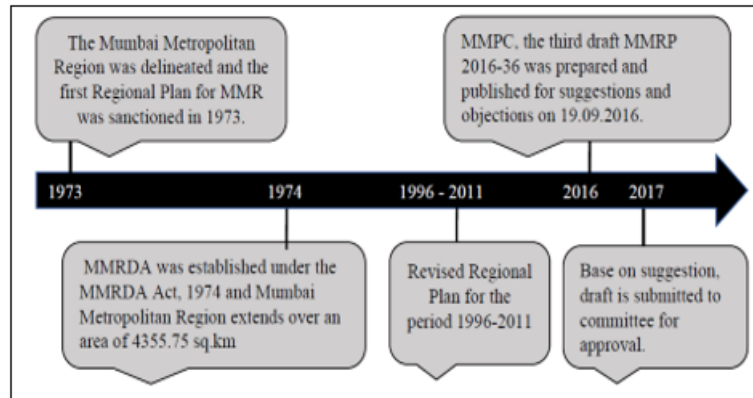 The Mumbai Metropolitan
Region was delineated and the
first Regional Plan for MMR
was sanctioned in 1973.
MMPC, the third draft MMRP
2016-36 was prepared and
published for suggestions and
objections on 19.09.2016.
1973
1974
1996 - 2011
2016
2017
MMRDA was established under the
MMRDA Act, 1974 and Mumbai
Metropolitan Region extends over an
area of 4355.75 sq.km
Revised Regional
Plan for the
period 1996-2011
Base on suggestion,
draft is submitted to
committee for
approval.